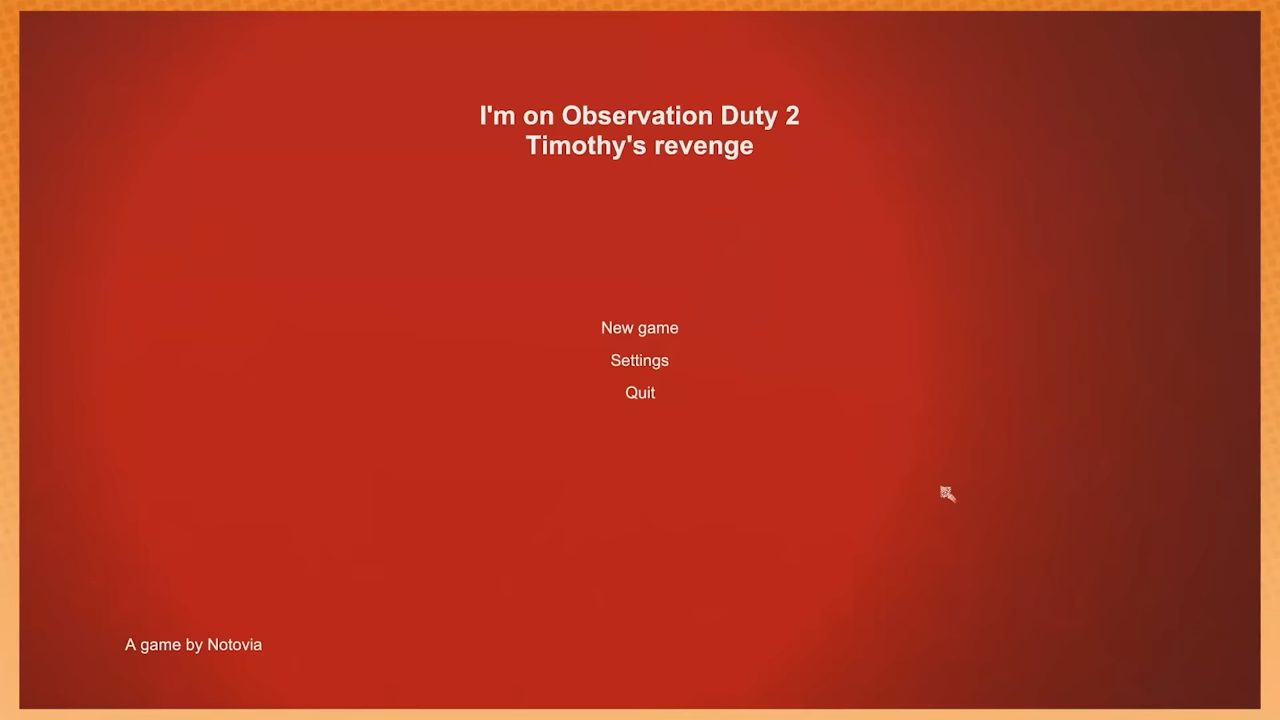 I'm on Observation Duty 2
Timothy's revenge
New game
Settings
Quit
A game by Notovia